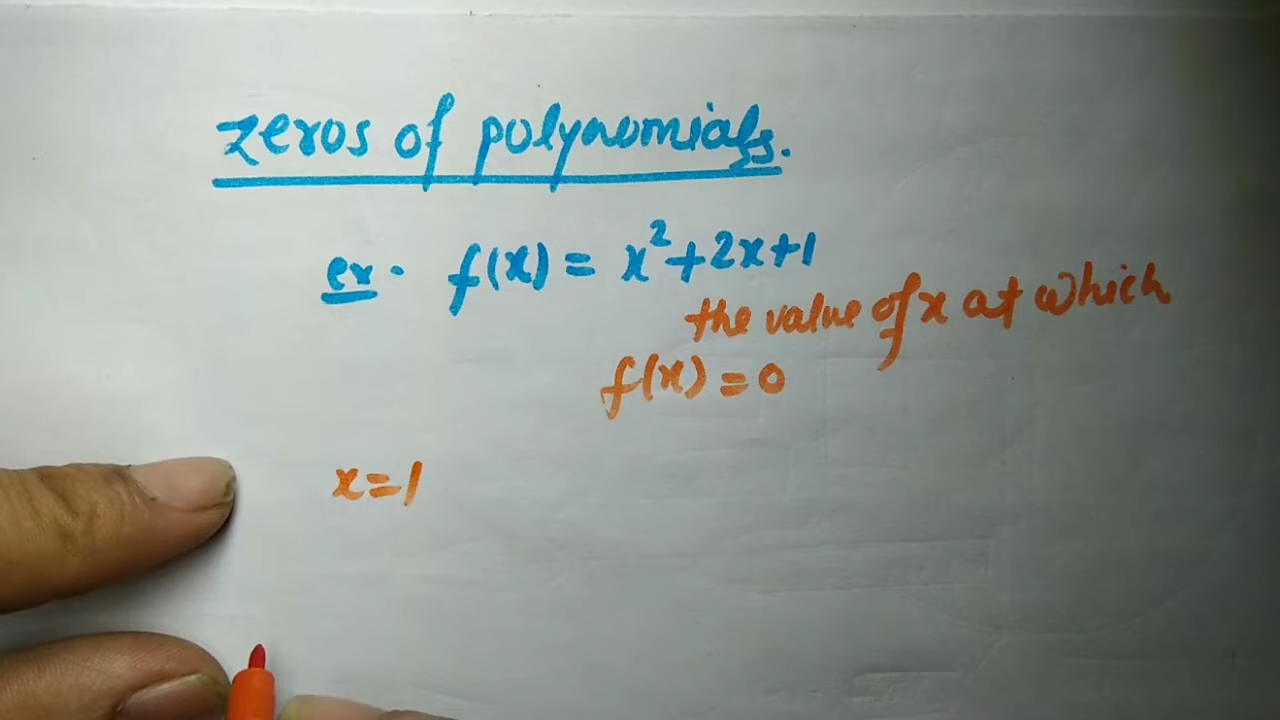 zeros of polynomials.
ex. f(x) = x²+2x+1
the value of x at which
f(x) = 0
x=1